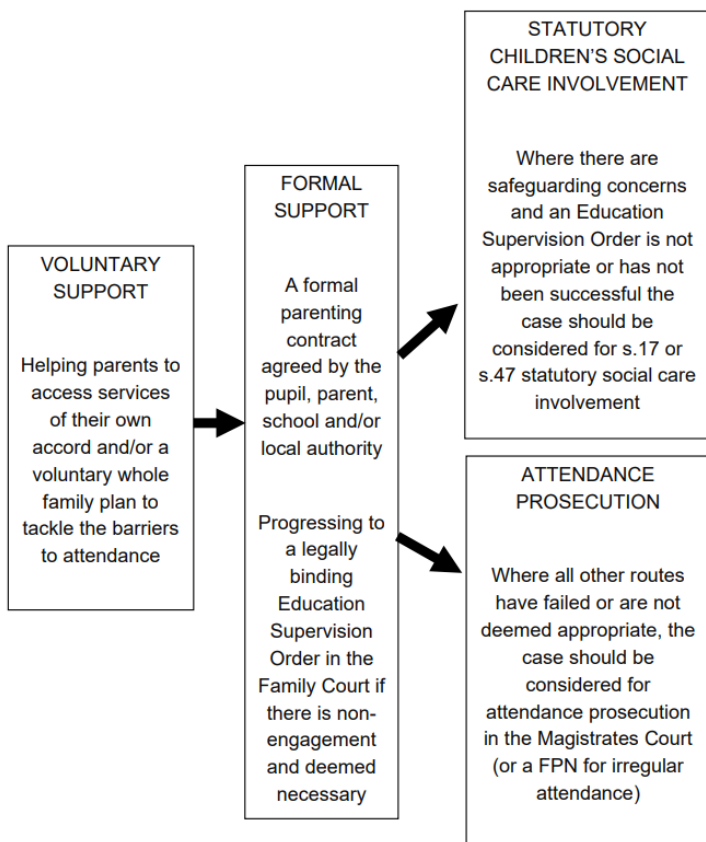 VOLUNTARY
SUPPORT
Helping parents to
access services
of their own
accord and/or a
voluntary whole
family plan to
tackle the barriers
to attendance
FORMAL
SUPPORT
A formal
parenting
contract
agreed by the
pupil, parent,
school and/or
local authority
Progressing to
a legally
binding
Education
Supervision
Order in the
Family Court if
there is non-
engagement
and deemed
necessary
STATUTORY
CHILDREN'S SOCIAL
CARE INVOLVEMENT
Where there are
safeguarding concerns
and an Education
Supervision Order is not
appropriate or has not
been successful the
case should be
considered for s.17 or
s.47 statutory social care
involvement
ATTENDANCE
PROSECUTION
Where all other routes
have failed or are not
deemed appropriate, the
case should be
considered for
attendance prosecution
in the Magistrates Court
(or a FPN for irregular
attendance)